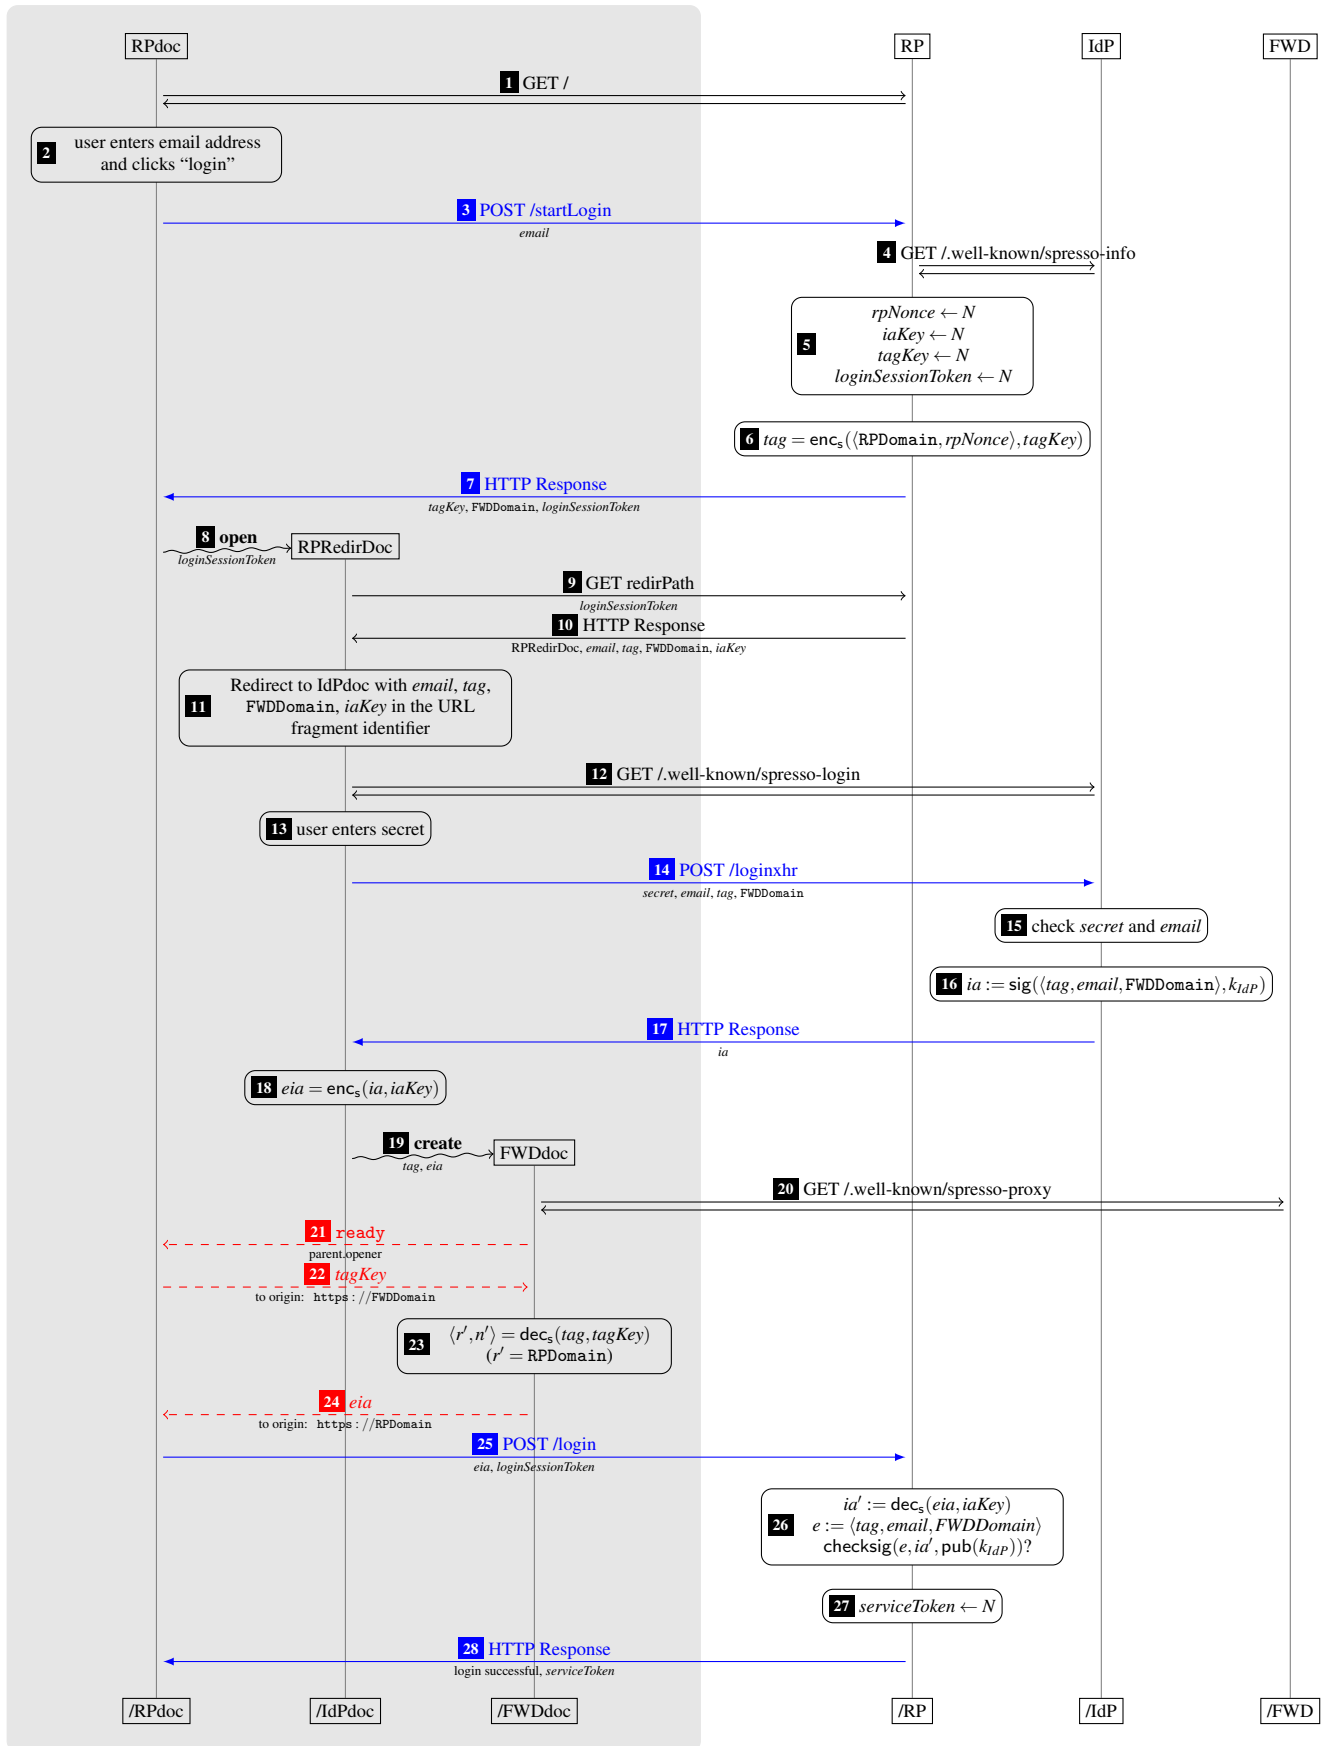 RPdoc RP IdP FWD
1 GET /
2 user enters email address
and clicks “login”
3 POST /startLogin
email
4 GET /.well-known/spresso-info
rpNonce ← N
iaKey ← N
5
tagKey ← N
loginSessionToken ← N
6 tag = encₛ(⟨RPDomain, rpNonce⟩, tagKey)
7 HTTP Response
tagKey, FWDDomain, loginSessionToken
8 open
loginSessionToken
RPRedirDoc
9 GET redirPath
loginSessionToken
10 HTTP Response
RPRedirDoc, email, tag, FWDDomain, iaKey
Redirect to IdPdoc with email, tag,
11 FWDDomain, iaKey in the URL
fragment identifier
12 GET /.well-known/spresso-login
13 user enters secret
14 POST /loginxhr
secret, email, tag, FWDDomain
15 check secret and email
16 ia := sig(⟨tag, email, FWDDomain⟩, k_IdP)
17 HTTP Response
ia
18 eia = encₛ(ia, iaKey)
19 create
tag, eia
FWDdoc
20 GET /.well-known/spresso-proxy
21 ready
parent.opener
22 tagKey
to origin: https://FWDDomain
23 ⟨r′, n′⟩ = decₛ(tag, tagKey)
(r′ = RPDomain)
24 eia
to origin: https://RPDomain
25 POST /login
eia, loginSessionToken
ia′ := decₛ(eia, iaKey)
26 e := ⟨tag, email, FWDDomain⟩
checksig(e, ia′, pub(k_IdP))?
27 serviceToken ← N
28 HTTP Response
login successful, serviceToken
/RPdoc /IdPdoc /FWDdoc /RP /IdP /FWD